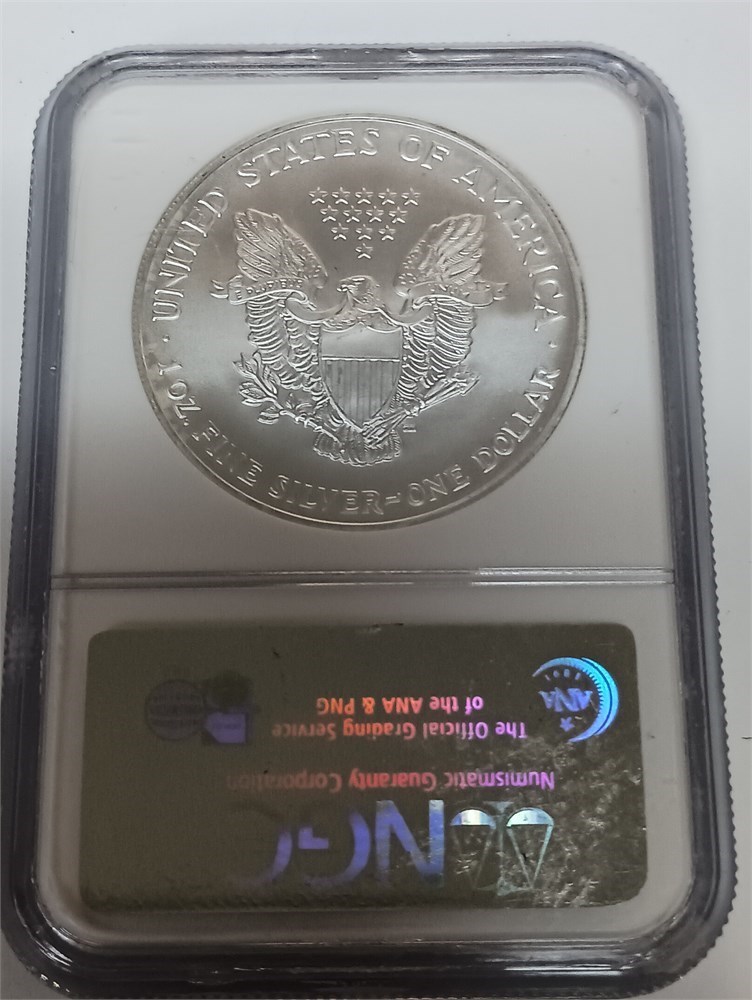 UNITED STATES OF AMERICA
E PLURIBUS UNUM
1 OZ. FINE SILVER~ONE DOLLAR
NGC
Numismatic Guaranty Corporation
The Official Grading Service
of the ANA & PNG
ANA
1891